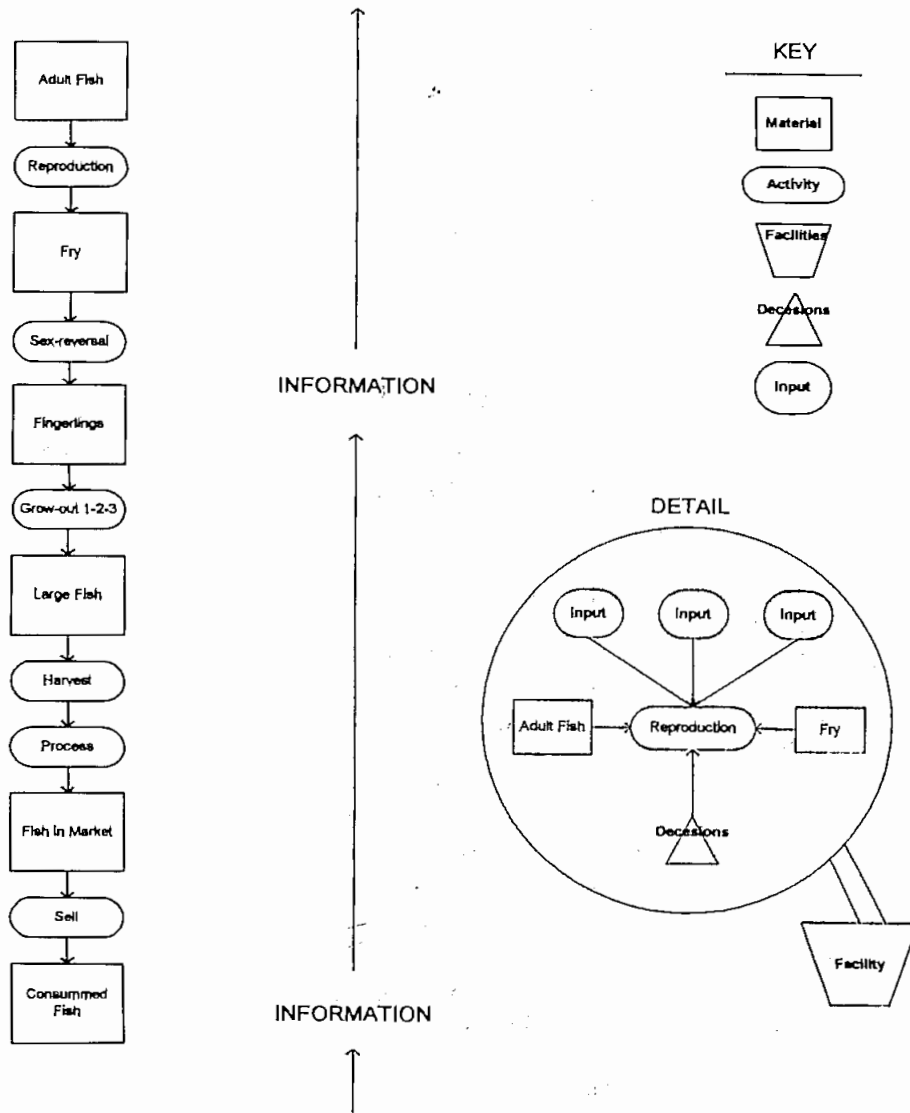 Adult Fish
Reproduction
Fry
Sex-reversal
Fingerlings
Grow-out 1-2-3
Large Fish
Harvest
Process
Fish in Market
Sell
Consummed
Fish
INFORMATION
INFORMATION
KEY
Material
Activity
Facilities
Decesions
Input
DETAIL
Input
Input
Input
Adult Fish
Reproduction
Fry
Decesions
Facility